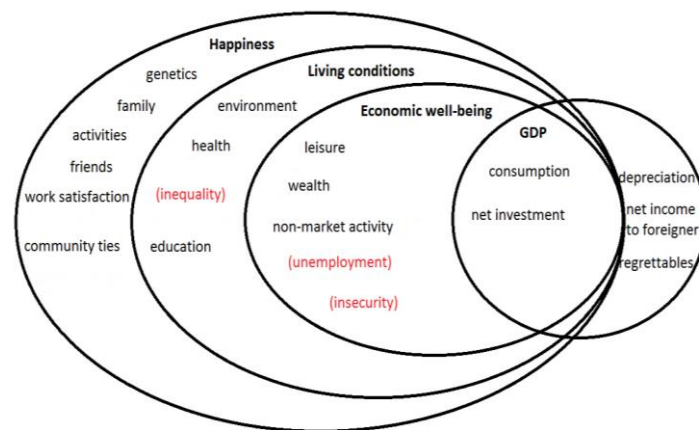 Happiness
genetics
family
activities
friends
work satisfaction
community ties
Living conditions
environment
health
(inequality)
education
Economic well-being
leisure
wealth
non-market activity
(unemployment)
(insecurity)
GDP
consumption
net investment
depreciation
net income
to foreigner
regrettables